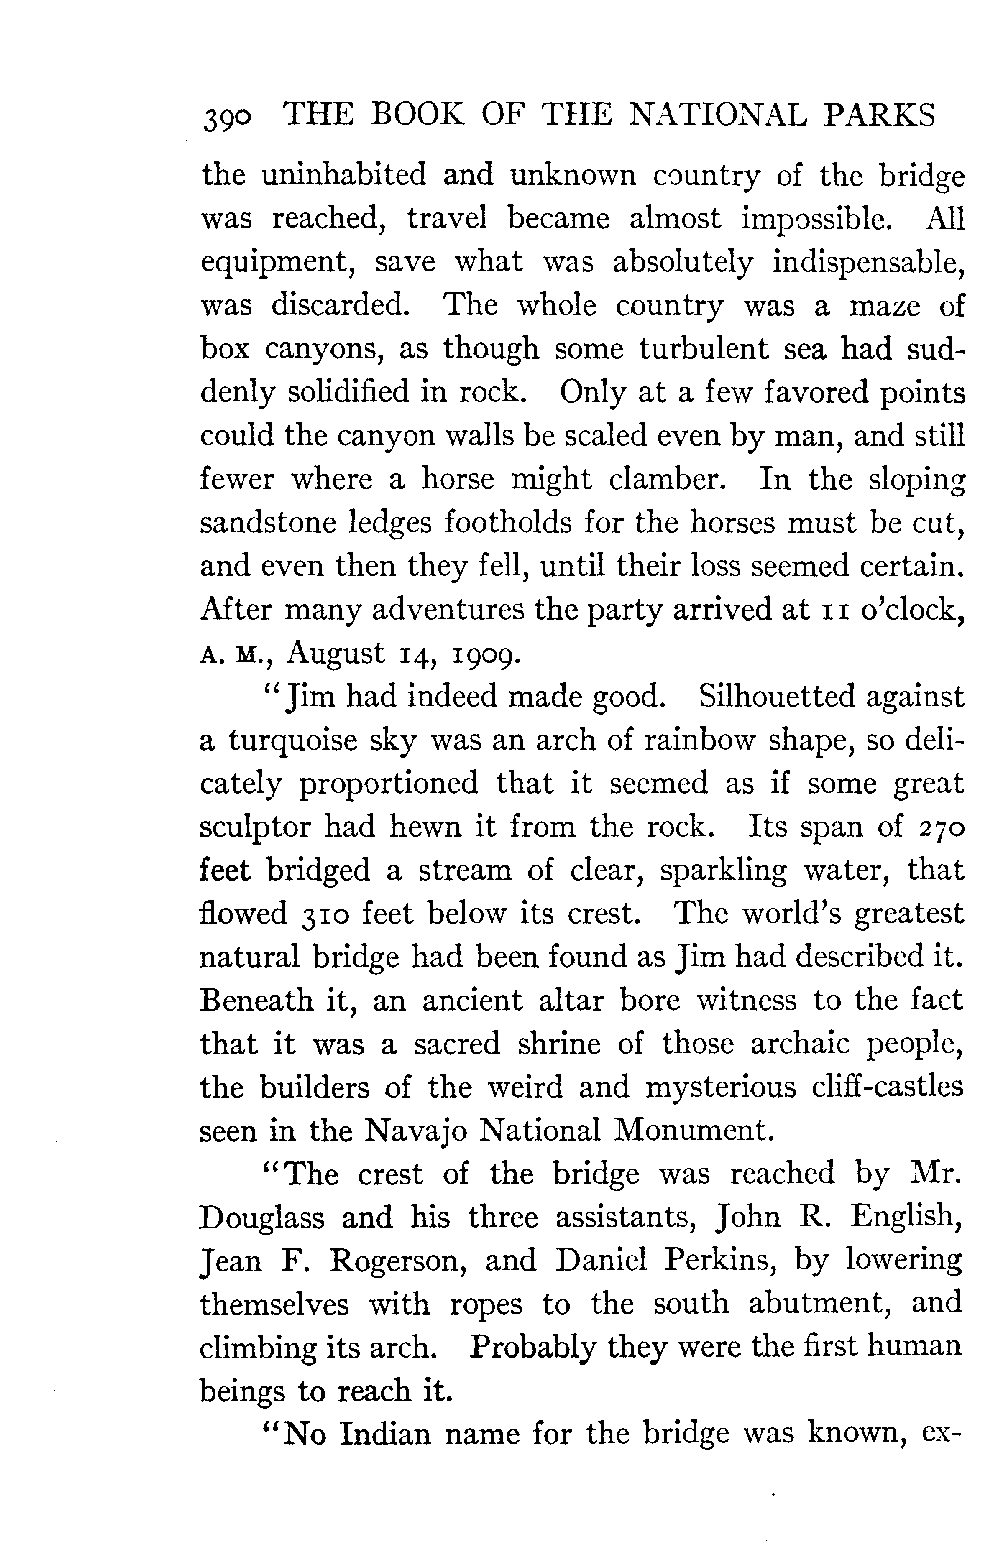 390 THE BOOK OF THE NATIONAL PARKS
the uninhabited and unknown country of the bridge
was reached, travel became almost impossible. All
equipment, save what was absolutely indispensable,
was discarded. The whole country was a maze of
box canyons, as though some turbulent sea had sud-
denly solidified in rock. Only at a few favored points
could the canyon walls be scaled even by man, and still
fewer where a horse might clamber. In the sloping
sandstone ledges footholds for the horses must be cut,
and even then they fell, until their loss seemed certain.
After many adventures the party arrived at 11 o'clock,
A. M., August 14, 1909.
"Jim had indeed made good. Silhouetted against
a turquoise sky was an arch of rainbow shape, so deli-
cately proportioned that it seemed as if some great
sculptor had hewn it from the rock. Its span of 270
feet bridged a stream of clear, sparkling water, that
flowed 310 feet below its crest. The world's greatest
natural bridge had been found as Jim had described it.
Beneath it, an ancient altar bore witness to the fact
that it was a sacred shrine of those archaic people,
the builders of the weird and mysterious cliff-castles
seen in the Navajo National Monument.
"The crest of the bridge was reached by Mr.
Douglass and his three assistants, John R. English,
Jean F. Rogerson, and Daniel Perkins, by lowering
themselves with ropes to the south abutment, and
climbing its arch. Probably they were the first human
beings to reach it.
"No Indian name for the bridge was known, ex-